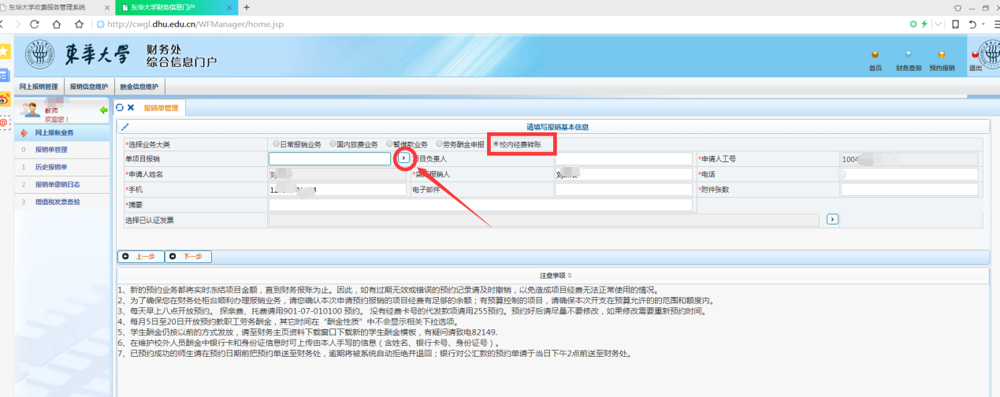 东华大学收费服务管理系统
东华大学财务信息门户
http://cwgl.dhu.edu.cn/WFManager/home.jsp
東華大學 财务处
综合信息门户
首页 财务查询 预约报销 退出
网上报销管理 报销信息维护 酬金信息维护
教师
欢迎您！
报销单管理
网上报帐业务
0 报销单管理
1 历史报销单
2 报销单撤销日志
3 增值税发票查验
请填写报销基本信息
*选择业务大类 日常报销业务 国内旅费业务 暂借款业务 劳务酬金申报 校内经费转账
单项目报销 项目负责人 *申请人工号 1004
*申请人姓名 刘 *实际报销人 刘 *电话
*手机 电子邮件 *附件张数
*摘要
选择已认证发票
上一步 下一步
注意事项
1、新的预约业务都将实时冻结项目金额，直到财务报账为止。因此，如有过期无效或错误的预约记录请及时撤销，以免造成项目经费无法正常使用的情况。
2、为了确保您在财务处柜台顺利办理报销业务，请您确认本次申请预约报销的项目经费有足够的余额；有预算控制的项目，请确保本次开支在预算允许的的范围和额度内。
3、每天早上八点开放预约。 探亲费、托费请用901-07-010100 预约。 没有经费卡号的代发款项请用255预约。预约好后请尽量不要修改，如果修改需要重新预约时间。
4、每月5日至20日开放预约教职工劳务酬金，其它时间在“酬金性质”中不会显示相关下拉选项。
5、学生酬金仍按以前的方式发放，请至财务主页资料下载窗口下载新的学生酬金模板，有疑问请致电82149.
6、在维护校外人员酬金中银行卡和身份证信息时可上传由本人手写的信息（含姓名、银行卡号、身份证号）。
7、已预约成功的师生请在预约日期前把预约单送至财务处，逾期将被系统自动拒绝并退回；银行对公汇款的预约单请于当日下午2点前送至财务处。